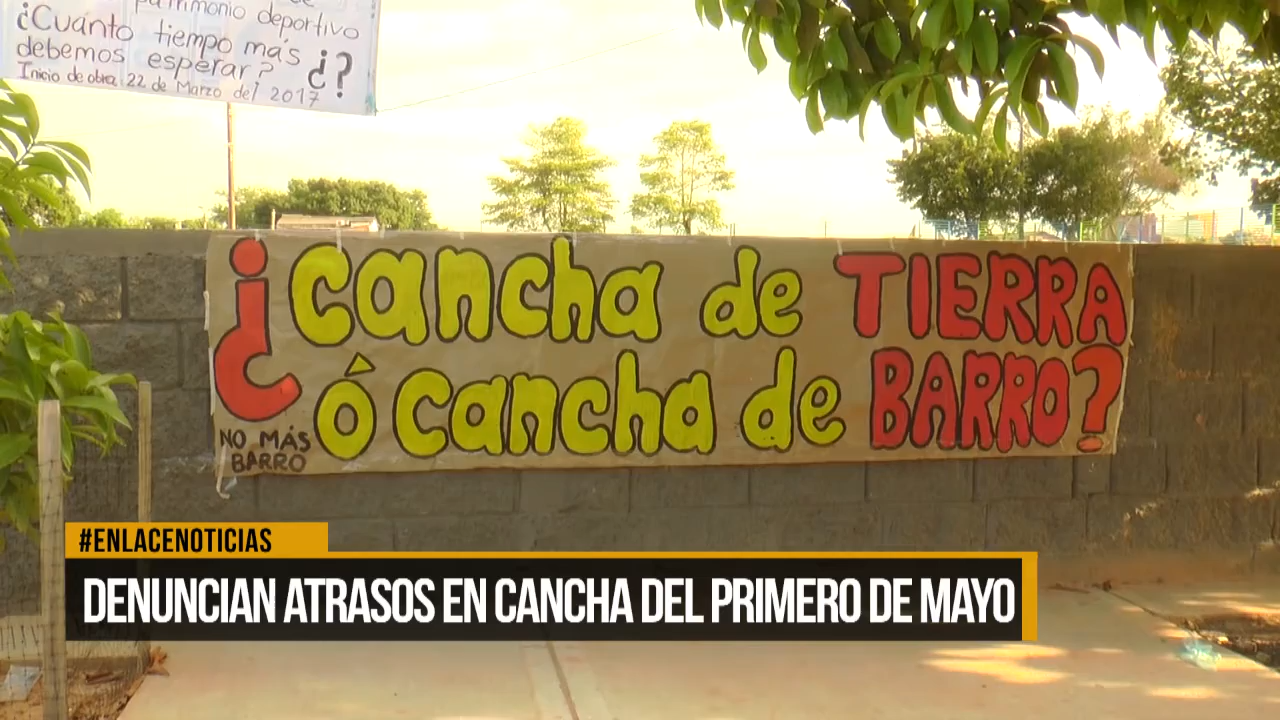 patrimonio deportivo
¿Cuánto tiempo más
debemos esperar? ¿?
Inicio de obra: 22 de Marzo del 2017
¿cancha de TIERRA
ó cancha de BARRO?
NO MÁS
BARRO
#ENLACENOTICIAS
DENUNCIAN ATRASOS EN CANCHA DEL PRIMERO DE MAYO